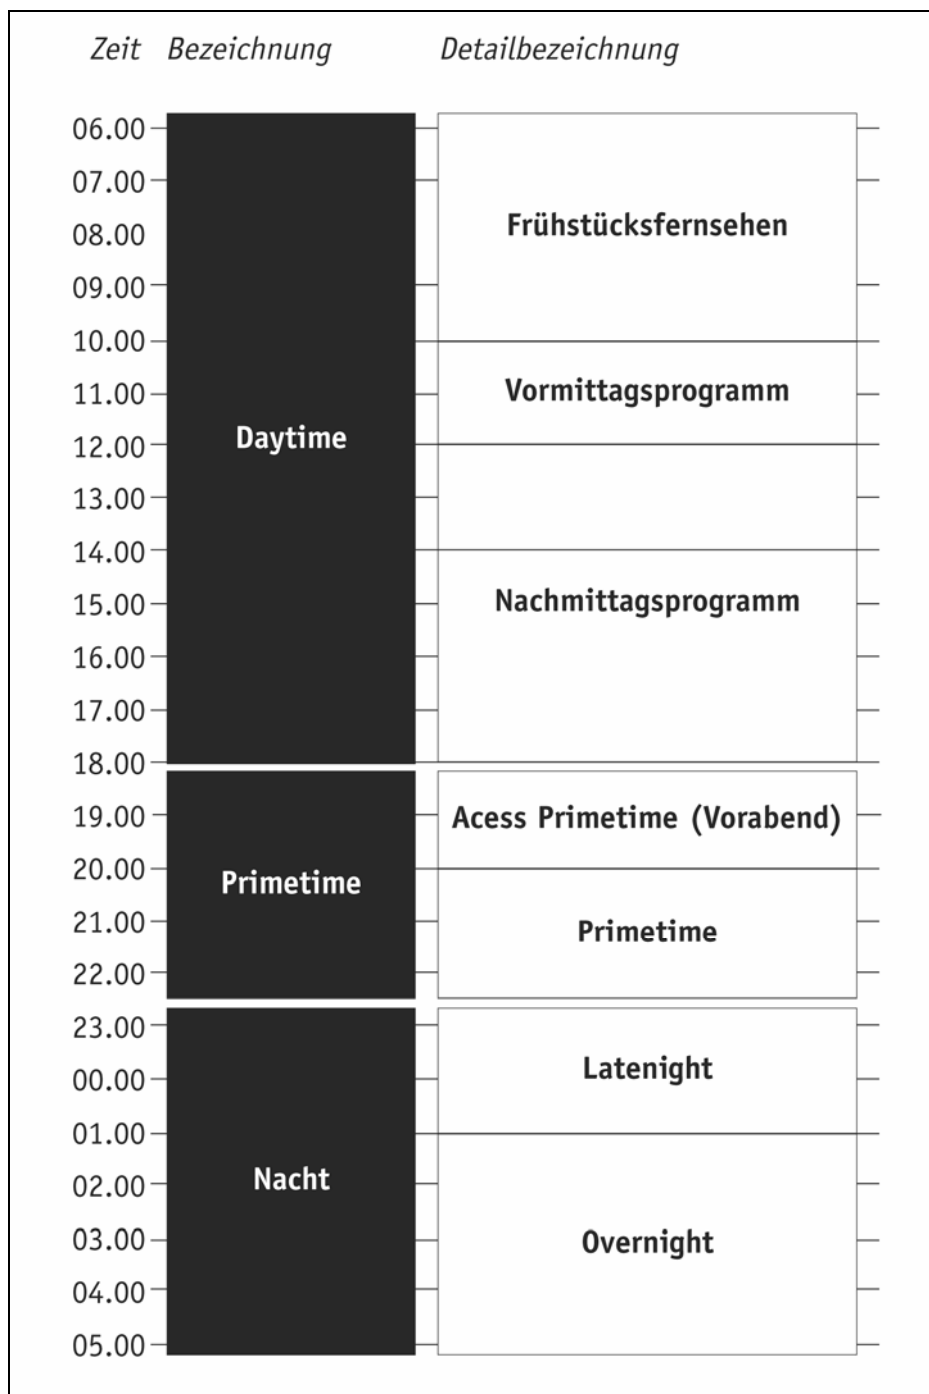 Zeit Bezeichnung Detailbezeichnung
06.00
07.00
Frühstücksfernsehen
08.00
09.00
10.00
Vormittagsprogramm
11.00
Daytime
12.00
13.00
14.00
Nachmittagsprogramm
15.00
16.00
17.00
18.00
19.00 Acess Primetime (Vorabend)
20.00
Primetime
21.00
Primetime
22.00
23.00
Latenight
00.00
01.00
Nacht
02.00
03.00 Overnight
04.00
05.00